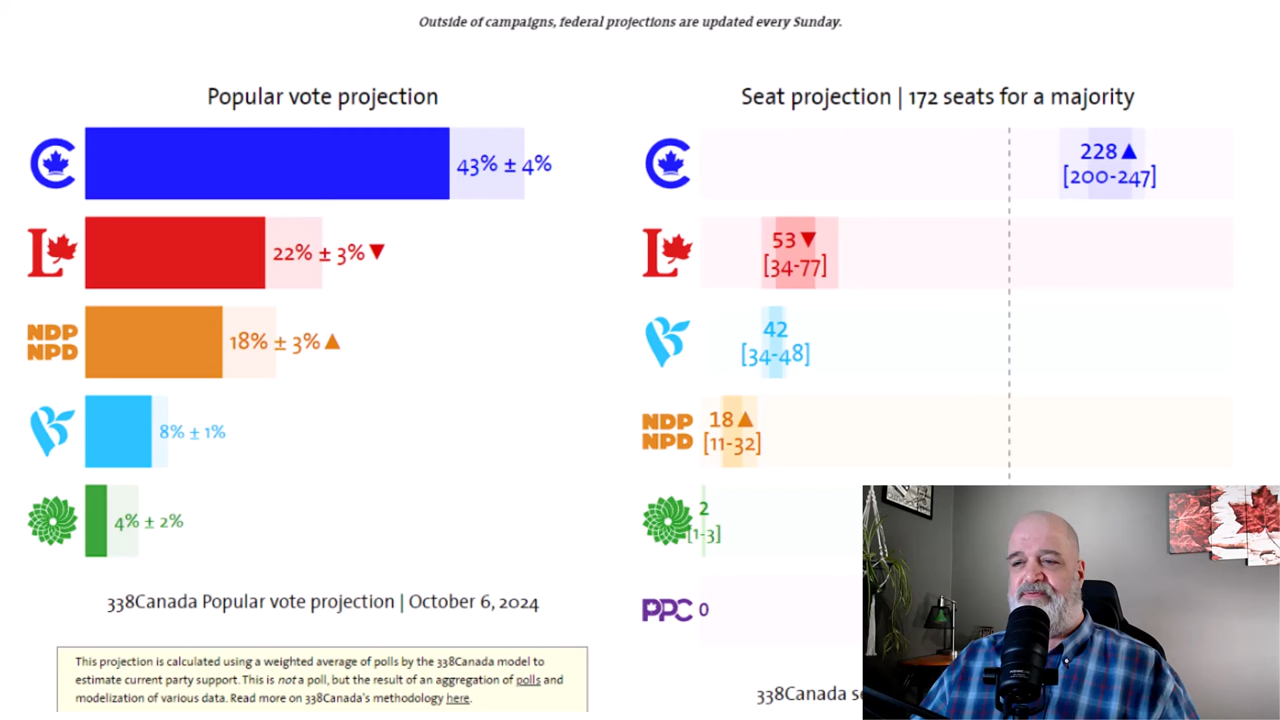 Outside of campaigns, federal projections are updated every Sunday.
Popular vote projection
43% ± 4%
L
22% ± 3% ▼
NDP
NPD
18% ± 3% ▲
8% ± 1%
4% ± 2%
338Canada Popular vote projection | October 6, 2024
This projection is calculated using a weighted average of polls by the 338Canada model to
estimate current party support. This is not a poll, but the result of an aggregation of polls and
modelization of various data. Read more on 338Canada's methodology here.
Seat projection | 172 seats for a majority
228 ▲
[200-247]
L
53 ▼
[34-77]
42
[34-48]
NDP
NPD
18 ▲
[11-32]
2
[1-3]
PPC 0
338Canada se